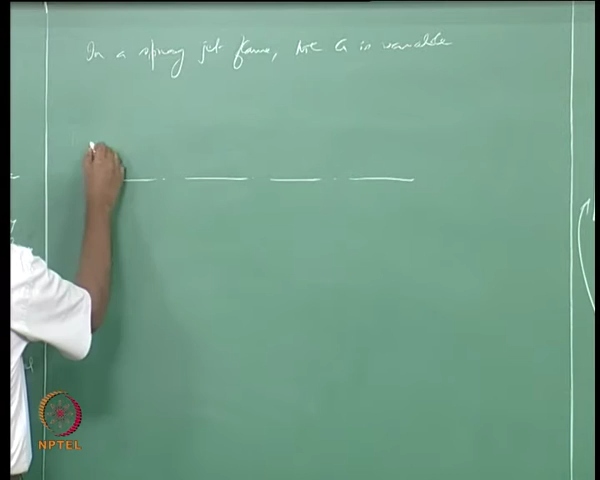 In a spray jet flame, the G is variable
NPTEL